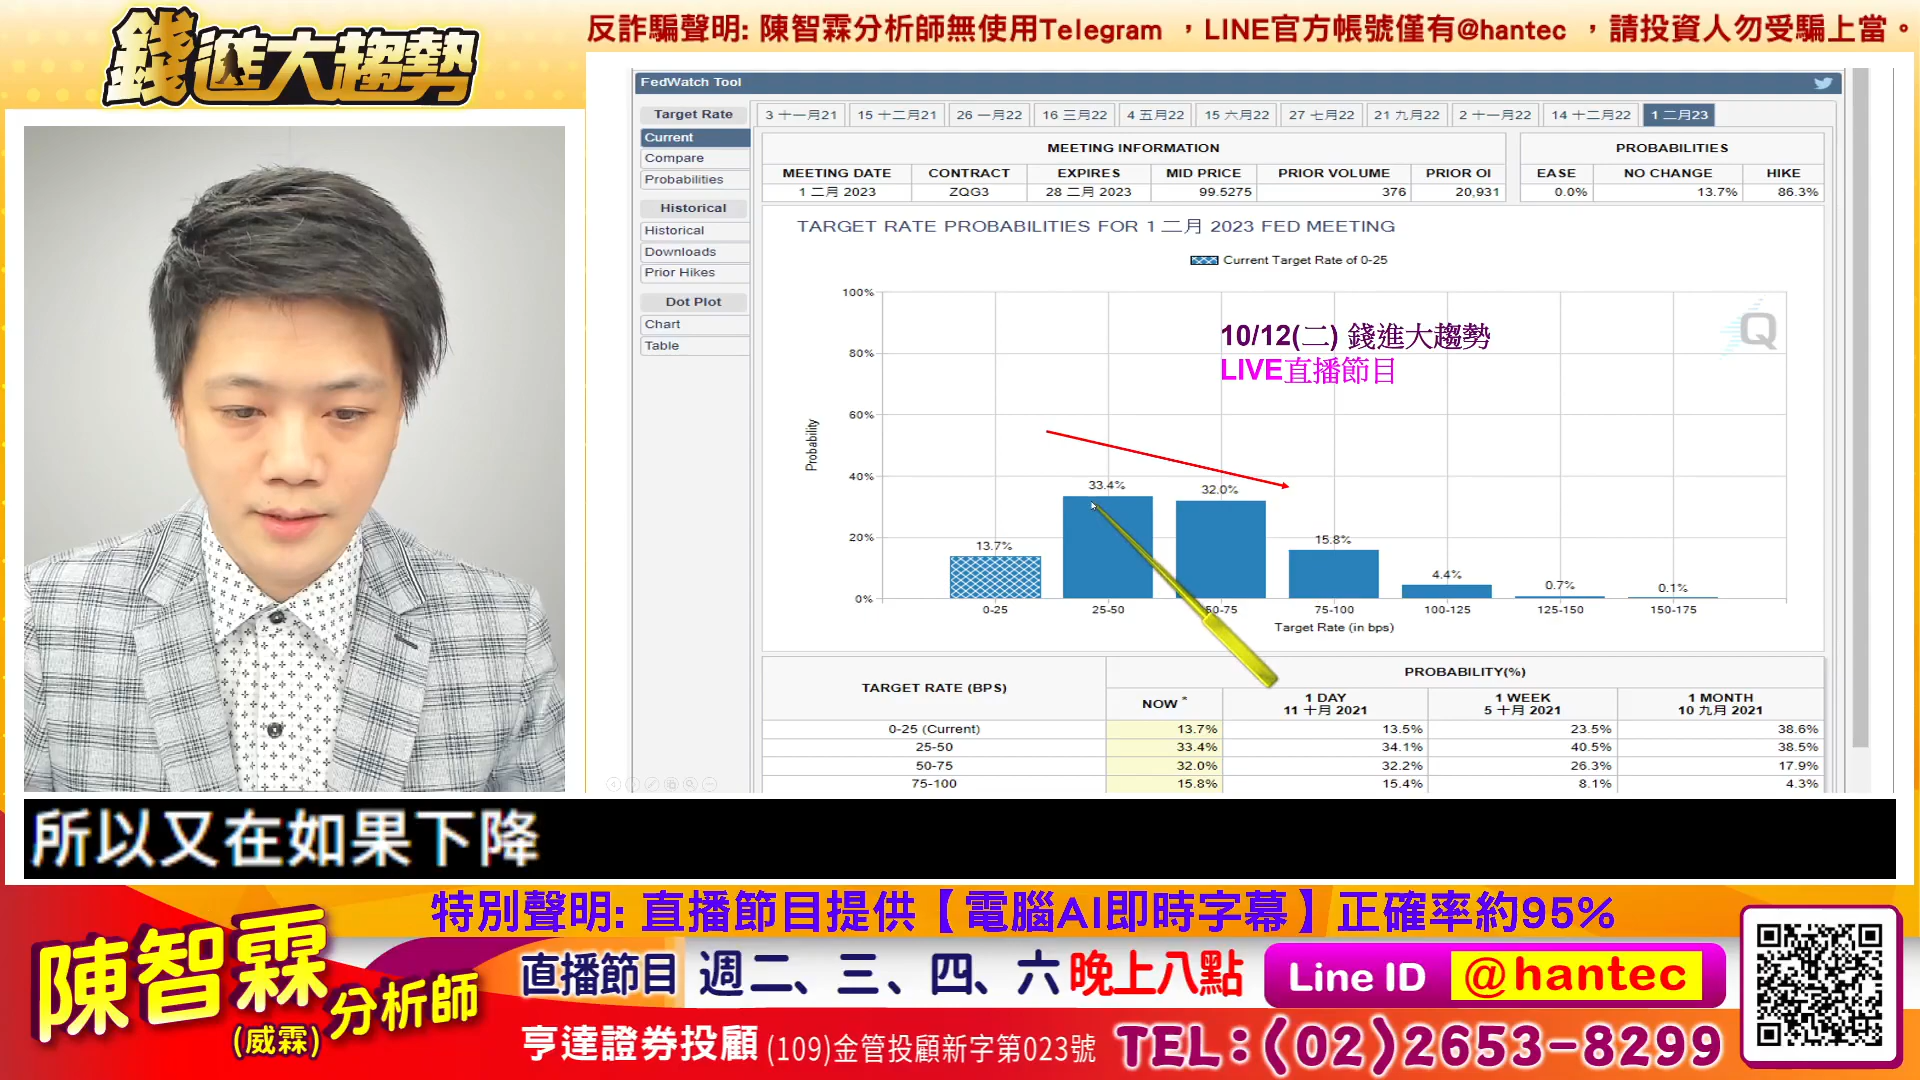 錢進大趨勢
反詐騙聲明: 陳智霖分析師無使用Telegram ，LINE官方帳號僅有@hantec ，請投資人勿受騙上當。
FedWatch Tool
Target Rate
Current
Compare
Probabilities
Historical
Historical
Downloads
Prior Hikes
Dot Plot
Chart
Table
3 十一月21 15 十二月21 26 一月22 16 三月22 4 五月22 15 六月22 27 七月22 21 九月22 2 十一月22 14 十二月22 1 二月23
MEETING INFORMATION
MEETING DATE CONTRACT EXPIRES MID PRICE PRIOR VOLUME PRIOR OI
1 二月 2023 ZQG3 28 二月 2023 99.5275 376 20,931
PROBABILITIES
EASE NO CHANGE HIKE
0.0% 13.7% 86.3%
TARGET RATE PROBABILITIES FOR 1 二月 2023 FED MEETING
Current Target Rate of 0-25
10/12(二) 錢進大趨勢
LIVE直播節目
Q
Probability
100%
80%
60%
40%
20%
0%
13.7% 33.4% 32.0% 15.8% 4.4% 0.7% 0.1%
0-25 25-50 50-75 75-100 100-125 125-150 150-175
Target Rate (in bps)
TARGET RATE (BPS) PROBABILITY(%)
NOW * 1 DAY 1 WEEK 1 MONTH
11 十月 2021 5 十月 2021 10 九月 2021
0-25 (Current) 13.7% 13.5% 23.5% 38.6%
25-50 33.4% 34.1% 40.5% 38.5%
50-75 32.0% 32.2% 26.3% 17.9%
75-100 15.8% 15.4% 8.1% 4.3%
所以又在如果下降
特別聲明: 直播節目提供【電腦AI即時字幕】正確率約95%
陳智霖
(威霖)
分析師
直播節目 週二、三、四、六 晚上八點
Line ID @hantec
亨達證券投顧 (109)金管投顧新字第023號 TEL:(02)2653-8299